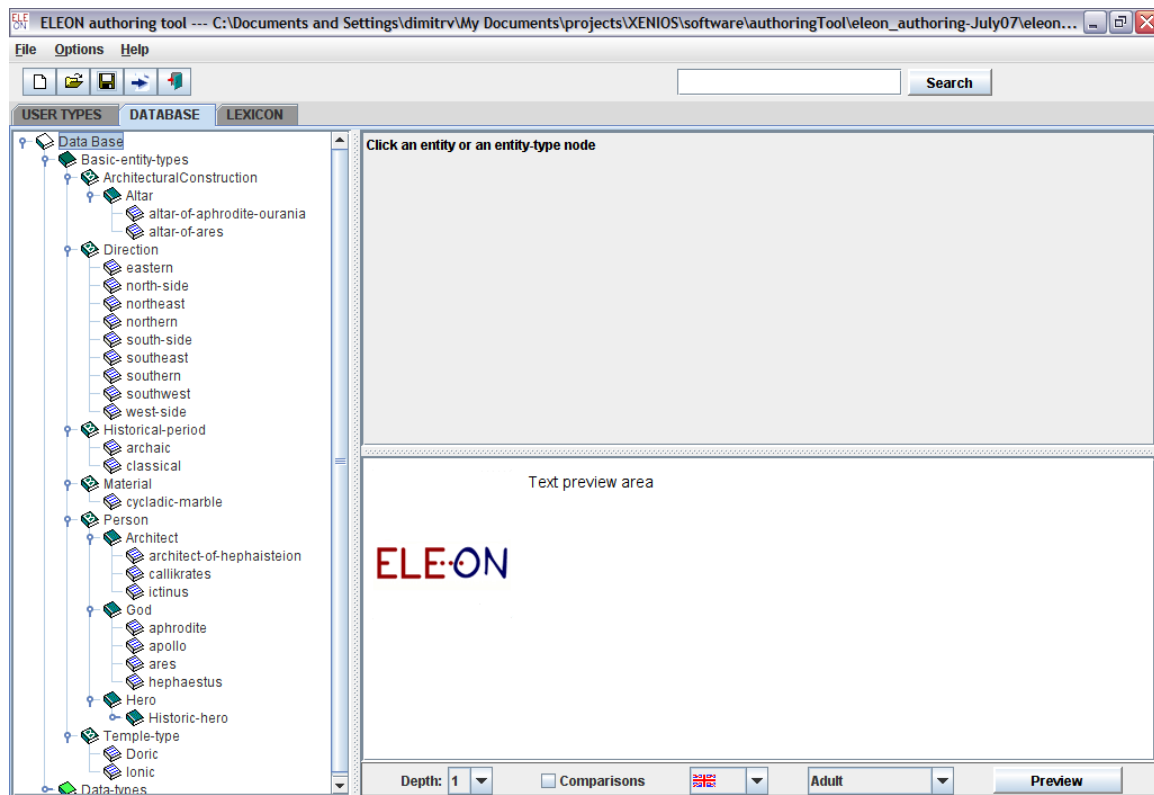 ELEON authoring tool --- C:\Documents and Settings\dimitrv\My Documents\projects\XENIOS\software\authoringTool\eleon_authoring-July07\eleon...
File Options Help
Search
USER TYPES DATABASE LEXICON
Data Base
Basic-entity-types
ArchitecturalConstruction
Altar
altar-of-aphrodite-ourania
altar-of-ares
Direction
eastern
north-side
northeast
northern
south-side
southeast
southern
southwest
west-side
Historical-period
archaic
classical
Material
cycladic-marble
Person
Architect
architect-of-hephaisteion
callikrates
ictinus
God
aphrodite
apollo
ares
hephaestus
Hero
Historic-hero
Temple-type
Doric
Ionic
Data-types
Click an entity or an entity-type node
Text preview area
ELEON
Depth: 1 Comparisons Adult Preview